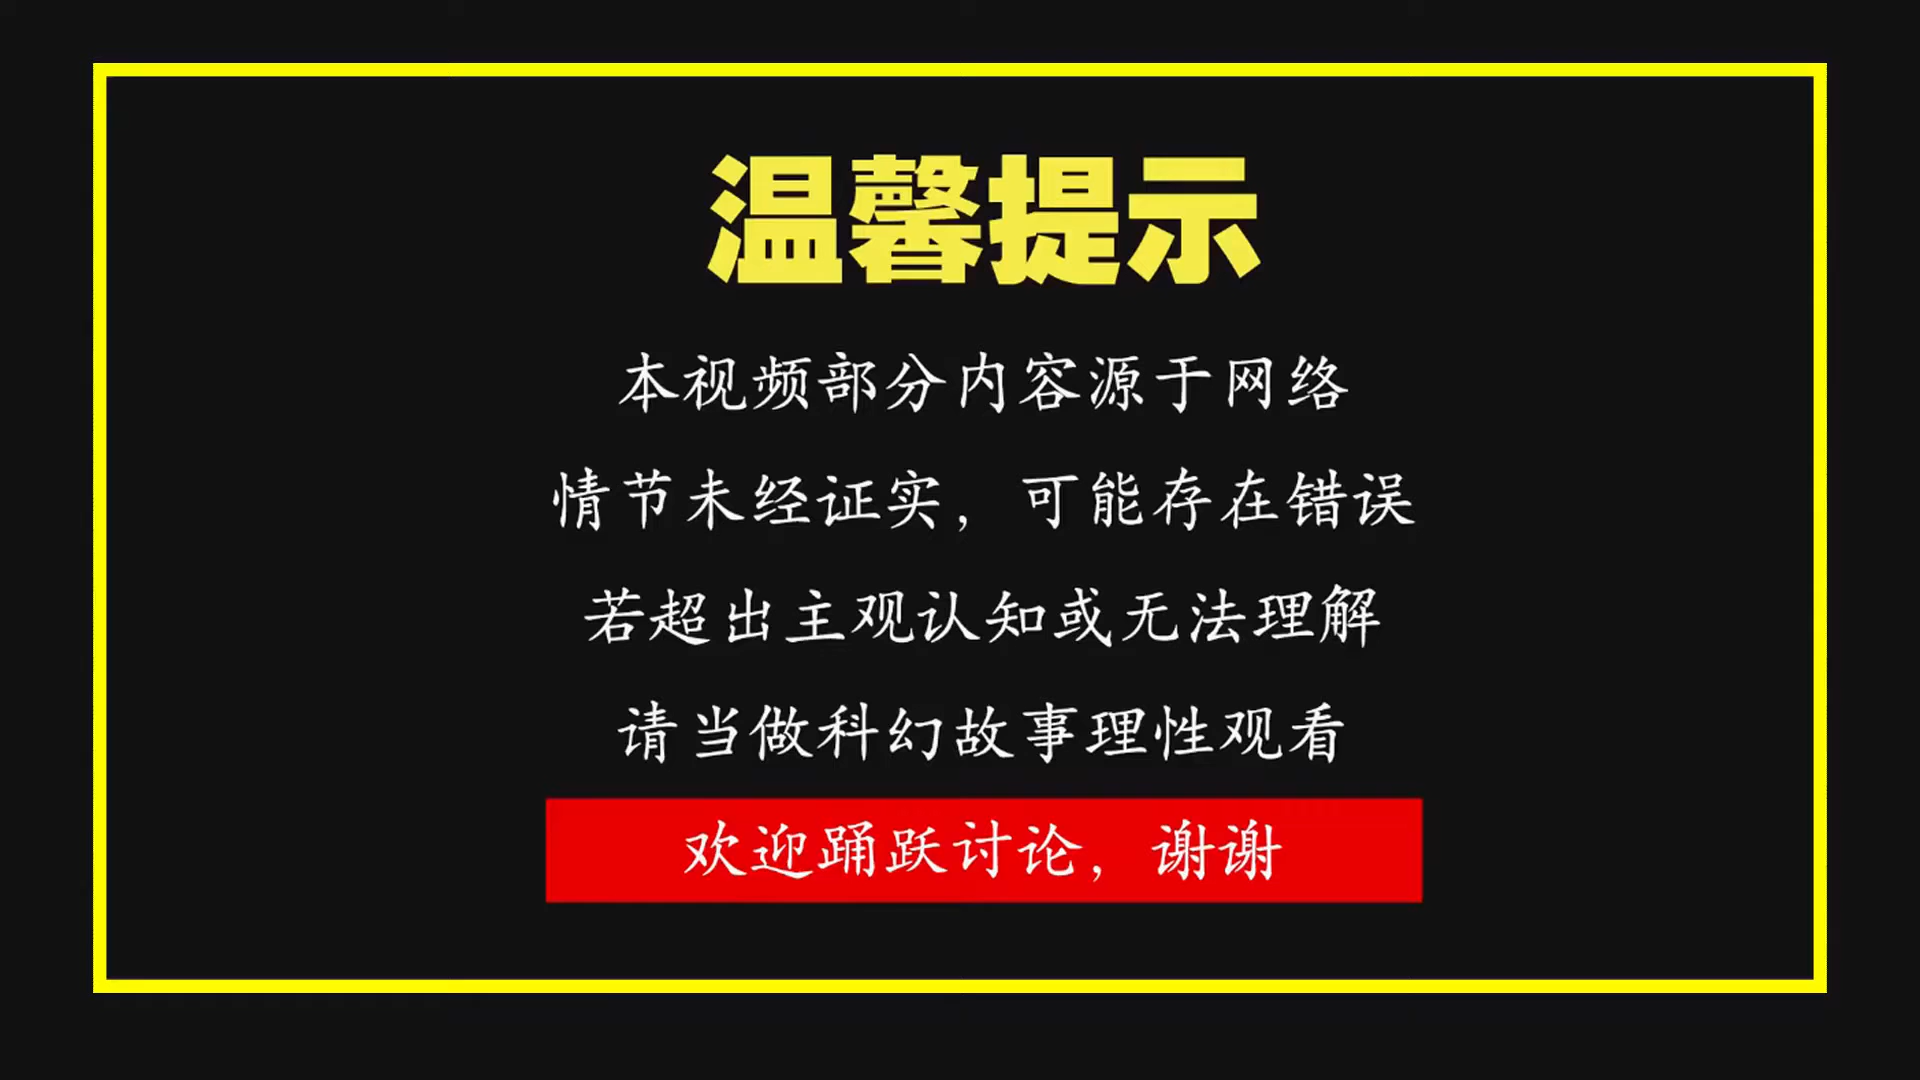 温馨提示
本视频部分内容源于网络
情节未经证实，可能存在错误
若超出主观认知或无法理解
请当做科幻故事理性观看
欢迎踊跃讨论，谢谢